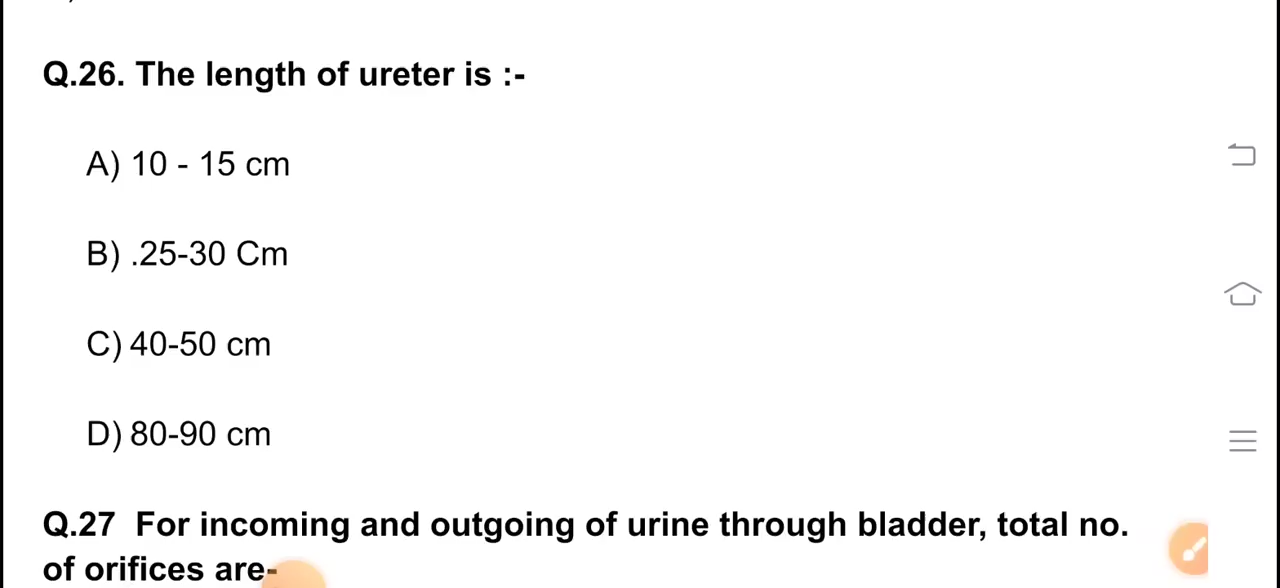 Q.26. The length of ureter is :-
A) 10 - 15 cm
B) .25-30 Cm
C) 40-50 cm
D) 80-90 cm
Q.27 For incoming and outgoing of urine through bladder, total no.
of orifices are-